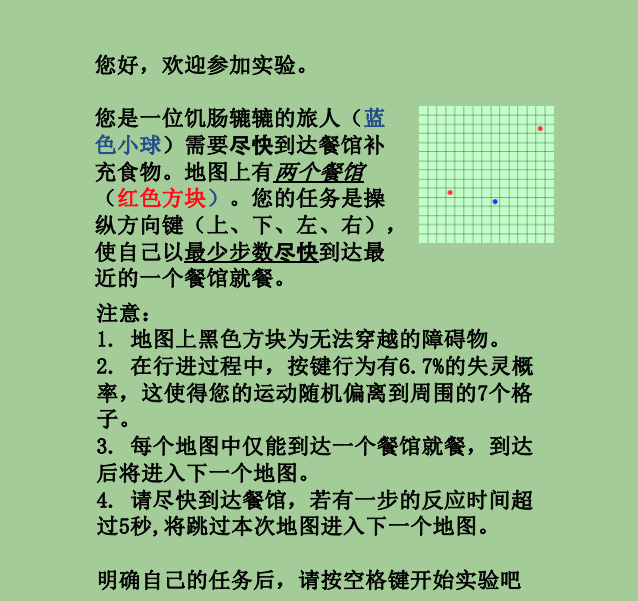 您好，欢迎参加实验。
您是一位饥肠辘辘的旅人（蓝
色小球）需要尽快到达餐馆补
充食物。地图上有两个餐馆
（红色方块）。您的任务是操
纵方向键（上、下、左、右），
使自己以最少步数尽快到达最
近的一个餐馆就餐。
注意：
1. 地图上黑色方块为无法穿越的障碍物。
2. 在行进过程中，按键行为有6.7%的失灵概
率，这使得您的运动随机偏离到周围的7个格
子。
3. 每个地图中仅能到达一个餐馆就餐，到达
后将进入下一个地图。
4. 请尽快到达餐馆，若有一步的反应时间超
过5秒,将跳过本次地图进入下一个地图。
明确自己的任务后，请按空格键开始实验吧